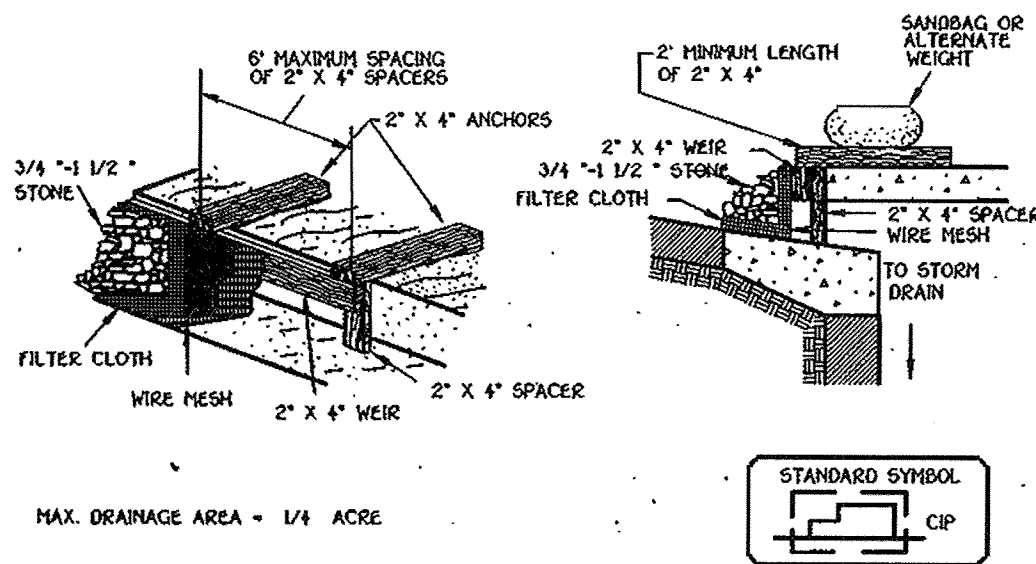 6' MAXIMUM SPACING
OF 2" X 4" SPACERS
2" X 4" ANCHORS
3/4 "-1 1/2 "
STONE
FILTER CLOTH
WIRE MESH
2" X 4" WEIR
2" X 4" SPACER
SANDBAG OR
ALTERNATE
WEIGHT
2' MINIMUM LENGTH
OF 2" X 4"
2" X 4" WEIR
3/4 "-1 1/2 " STONE
FILTER CLOTH
2" X 4" SPACER
WIRE MESH
TO STORM
DRAIN
MAX. DRAINAGE AREA = 1/4 ACRE
STANDARD SYMBOL
CIP